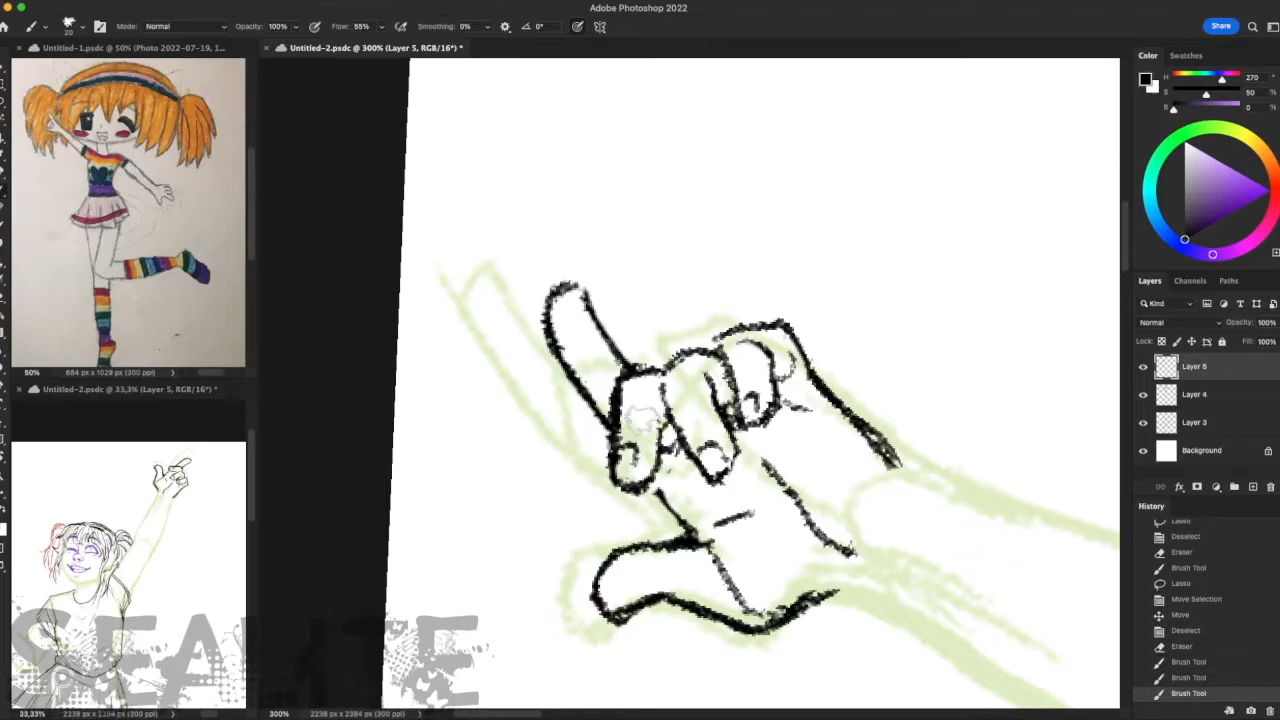 Adobe Photoshop 2022
Mode: Normal Opacity: 100% Flow: 55% Smoothing: 0% 0° Share
20
Untitled-1.psdc @ 50% (Photo 2022-07-19, 1...
Untitled-2.psdc @ 300% (Layer 5, RGB/16*) *
50% 884 px x 1029 px (300 ppi)
Untitled-2.psdc @ 33,3% (Layer 5, RGB/16*) *
33,33% 2238 px x 2384 px (300 ppi)
300% 2238 px x 2384 px (300 ppi)
Color Swatches
H 270 °
S 50 %
B 0 %
Layers Channels Paths
Kind
Normal Opacity: 100%
Lock: Fill: 100%
Layer 5
Layer 4
Layer 3
Background
fx
History
Lasso
Deselect
Eraser
Brush Tool
Lasso
Move Selection
Move
Deselect
Eraser
Brush Tool
Brush Tool
Brush Tool